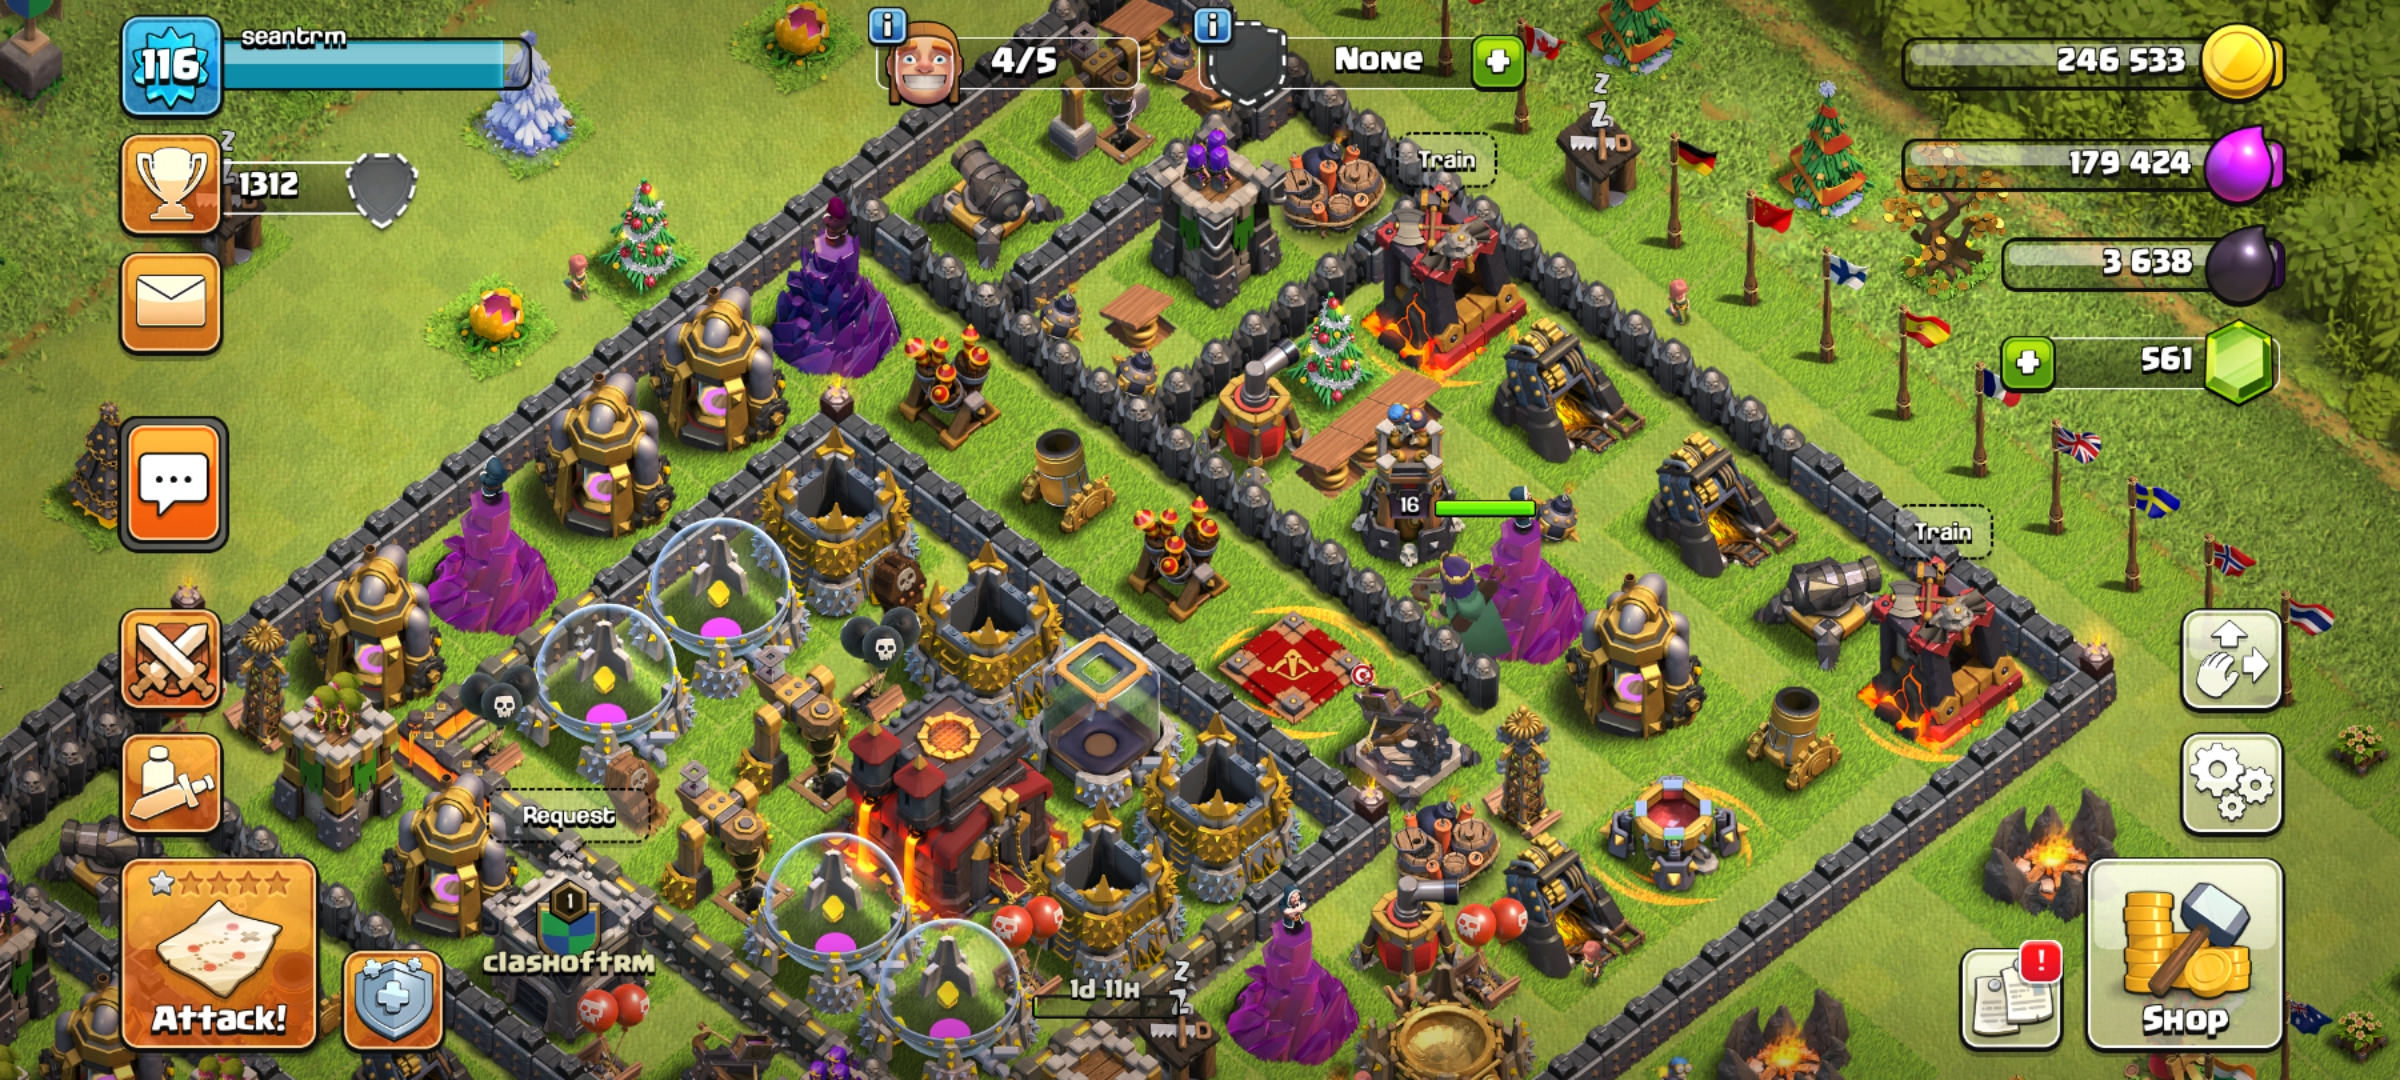 116
seantrm
4/5
None
246 533
1312
Train
179 424
3 638
561
16
Train
Request
1
clashoftrm
Attack!
1d 11H
!
Shop